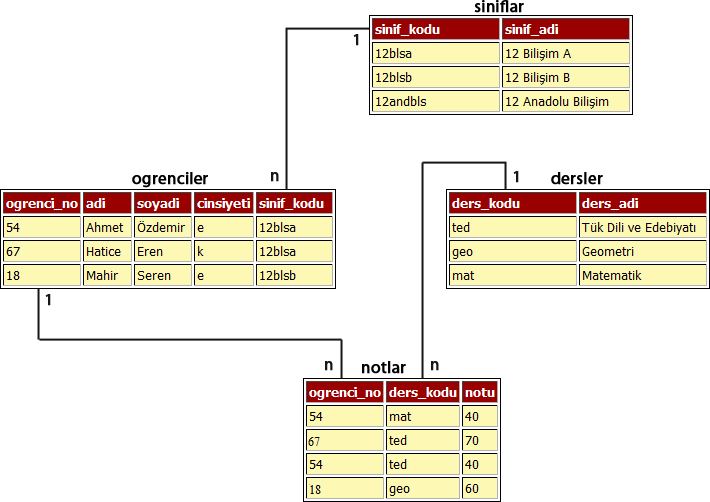 siniflar
sinif_kodu sinif_adi
12blsa 12 Bilişim A
12blsb 12 Bilişim B
12andbls 12 Anadolu Bilişim
1
n
ogrenciler
ogrenci_no adi soyadi cinsiyeti sinif_kodu
54 Ahmet Özdemir e 12blsa
67 Hatice Eren k 12blsa
18 Mahir Seren e 12blsb
1
dersler
ders_kodu ders_adi
ted Tük Dili ve Edebiyatı
geo Geometri
mat Matematik
1
n
n
notlar
ogrenci_no ders_kodu notu
54 mat 40
67 ted 70
54 ted 40
18 geo 60